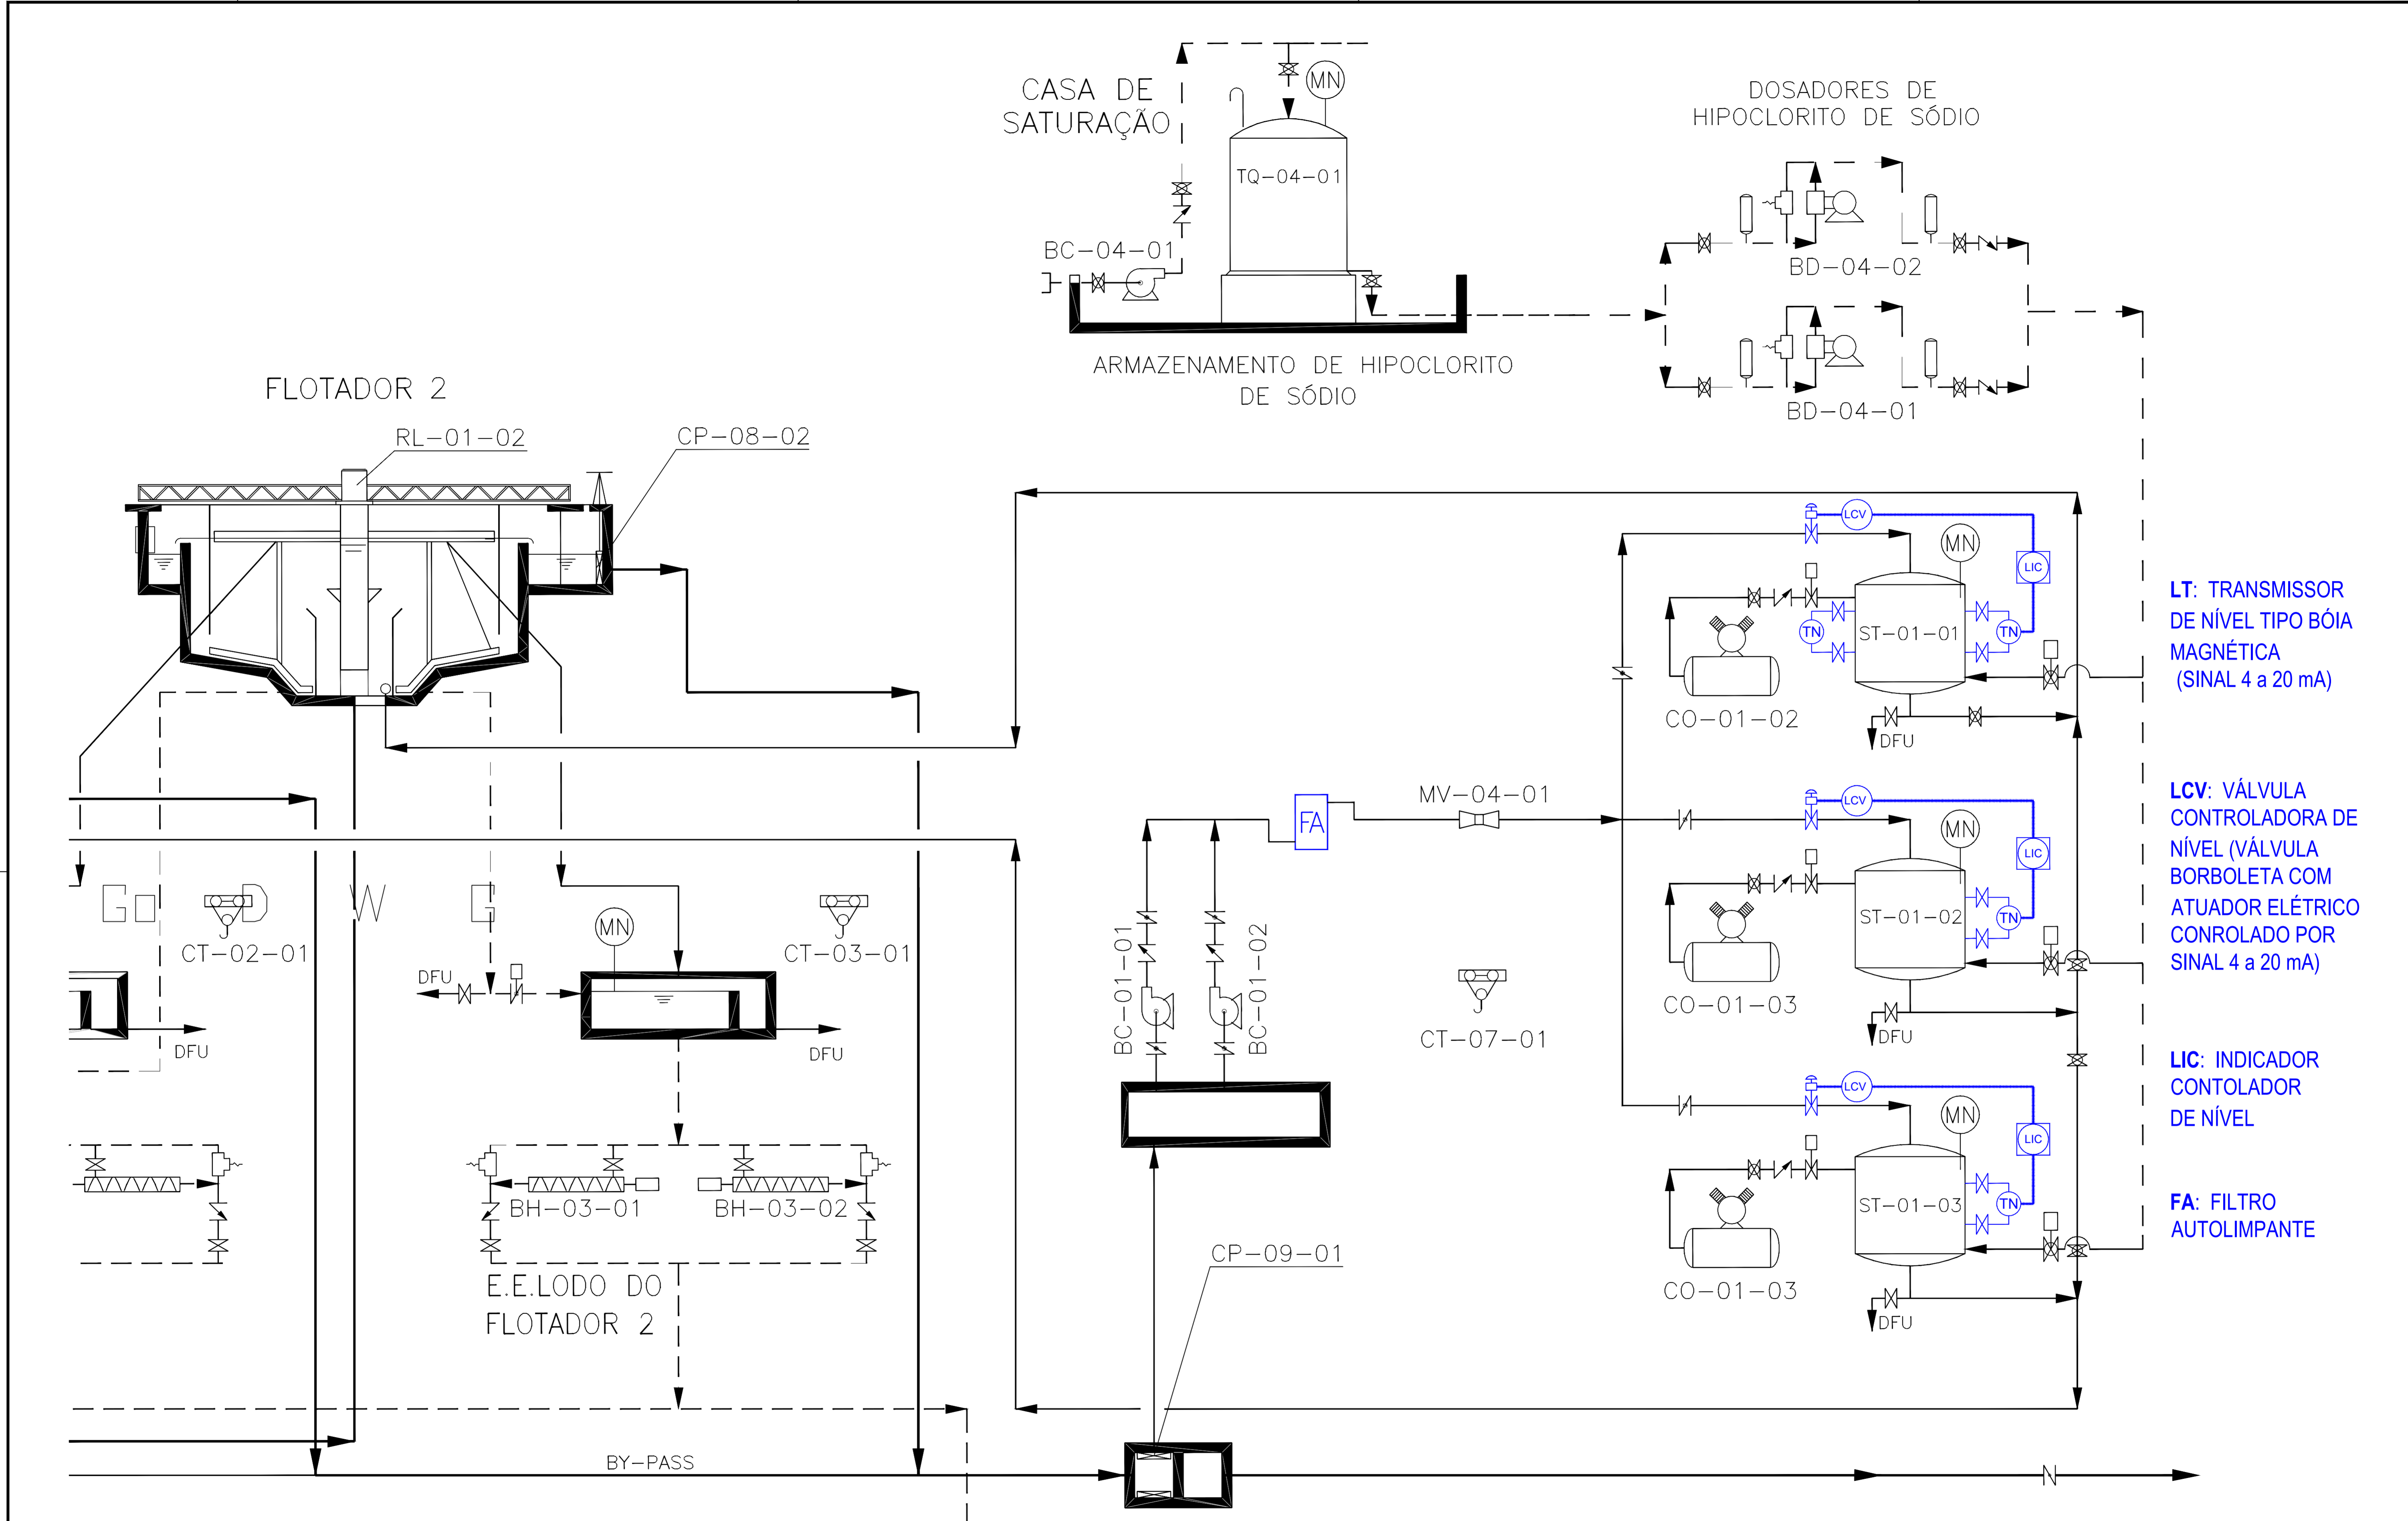 CASA DE
SATURAÇÃO
MN
TQ-04-01
BC-04-01
ARMAZENAMENTO DE HIPOCLORITO
DE SÓDIO
DOSADORES DE
HIPOCLORITO DE SÓDIO
BD-04-02
BD-04-01
FLOTADOR 2
RL-01-02
CP-08-02
LCV
MN
LIC
TN
ST-01-01
TN
CO-01-02
DFU
MV-04-01
FA
LCV
MN
LIC
ST-01-02
TN
CO-01-03
DFU
LCV
MN
LIC
ST-01-03
TN
CO-01-03
DFU
LT: TRANSMISSOR
DE NÍVEL TIPO BÓIA
MAGNÉTICA
(SINAL 4 a 20 mA)
LCV: VÁLVULA
CONTROLADORA DE
NÍVEL (VÁLVULA
BORBOLETA COM
ATUADOR ELÉTRICO
CONROLADO POR
SINAL 4 a 20 mA)
LIC: INDICADOR
CONTOLADOR
DE NÍVEL
FA: FILTRO
AUTOLIMPANTE
Go
D
W
G
CT-02-01
MN
CT-03-01
DFU
DFU
DFU
BC-01-01
BC-01-02
CT-07-01
BH-03-01
BH-03-02
E.E.LODO DO
FLOTADOR 2
CP-09-01
BY-PASS